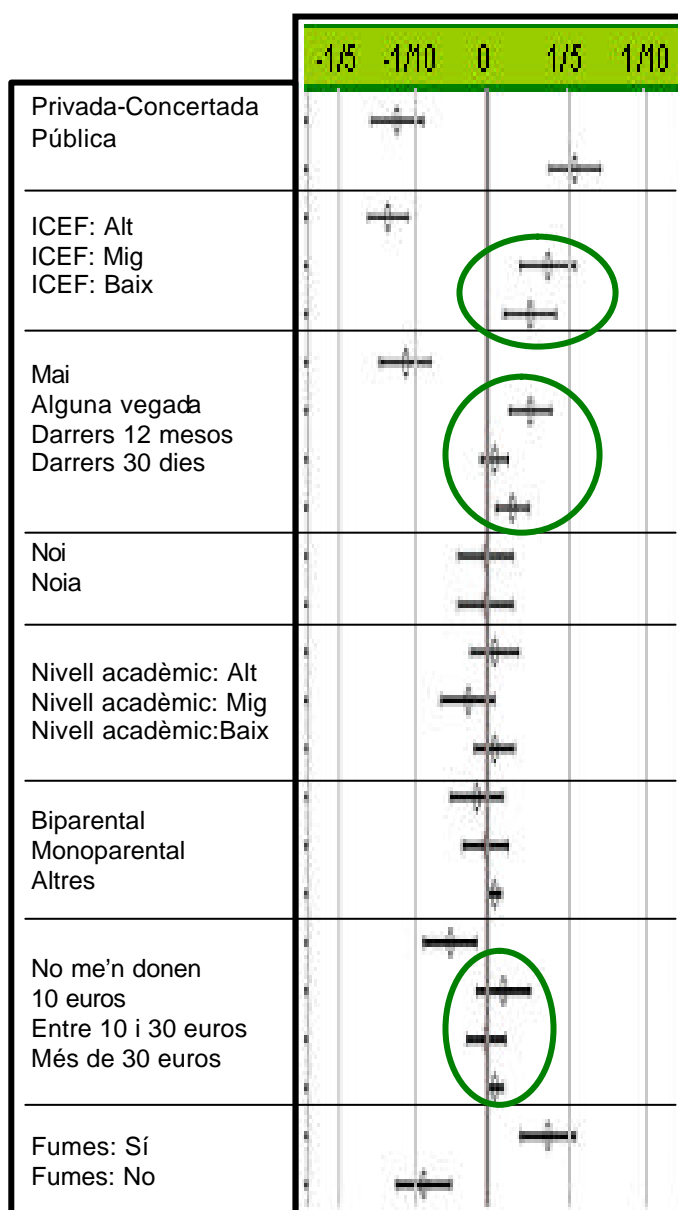 -1/5 -1/10 0 1/5 1/10
Privada-Concertada
Pública
ICEF: Alt
ICEF: Mig
ICEF: Baix
Mai
Alguna vegada
Darrers 12 mesos
Darrers 30 dies
Noi
Noia
Nivell acadèmic: Alt
Nivell acadèmic: Mig
Nivell acadèmic:Baix
Biparental
Monoparental
Altres
No me'n donen
10 euros
Entre 10 i 30 euros
Més de 30 euros
Fumes: Sí
Fumes: No